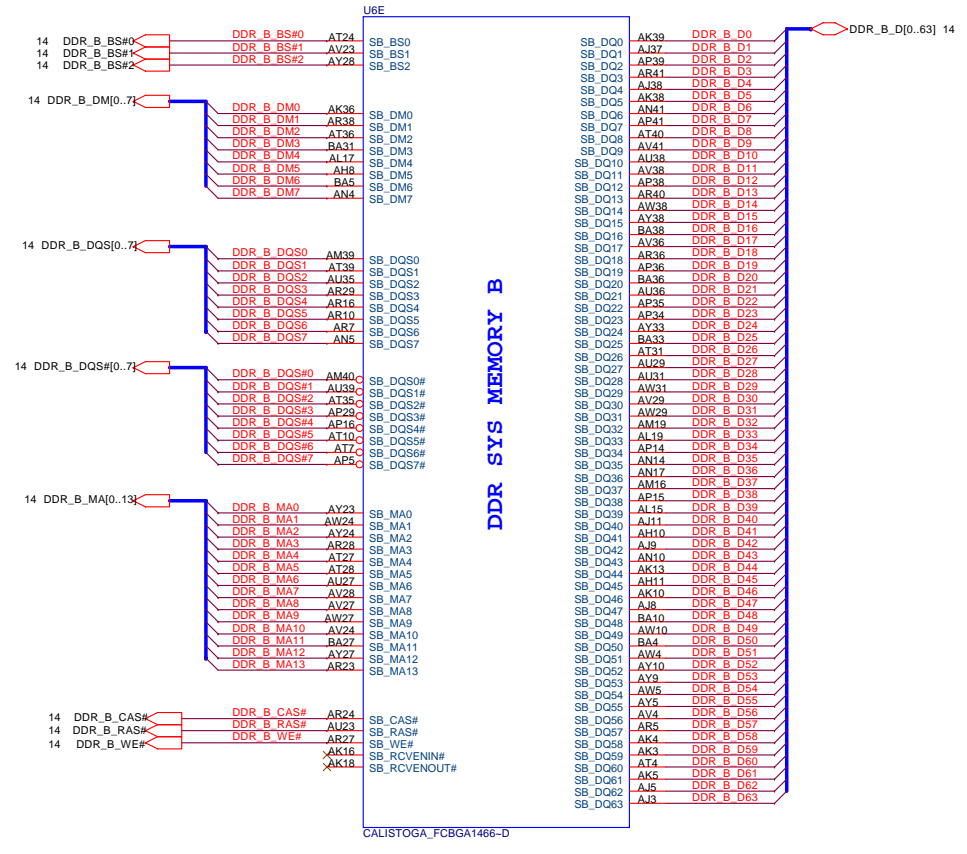 U6E
14 DDR_B_BS#0 DDR_B_BS#0 AT24 SB_BS0
14 DDR_B_BS#1 DDR_B_BS#1 AV23 SB_BS1
14 DDR_B_BS#2 DDR_B_BS#2 AY28 SB_BS2
14 DDR_B_DM[0..7]
DDR_B_DM0 AK36 SB_DM0
DDR_B_DM1 AR38 SB_DM1
DDR_B_DM2 AT36 SB_DM2
DDR_B_DM3 BA31 SB_DM3
DDR_B_DM4 AL17 SB_DM4
DDR_B_DM5 AH8 SB_DM5
DDR_B_DM6 BA5 SB_DM6
DDR_B_DM7 AN4 SB_DM7
14 DDR_B_DQS[0..7]
DDR_B_DQS0 AM39 SB_DQS0
DDR_B_DQS1 AT39 SB_DQS1
DDR_B_DQS2 AU35 SB_DQS2
DDR_B_DQS3 AR29 SB_DQS3
DDR_B_DQS4 AR16 SB_DQS4
DDR_B_DQS5 AR10 SB_DQS5
DDR_B_DQS6 AR7 SB_DQS6
DDR_B_DQS7 AN5 SB_DQS7
14 DDR_B_DQS#[0..7]
DDR_B_DQS#0 AM40 SB_DQS0#
DDR_B_DQS#1 AU39 SB_DQS1#
DDR_B_DQS#2 AT35 SB_DQS2#
DDR_B_DQS#3 AP29 SB_DQS3#
DDR_B_DQS#4 AP16 SB_DQS4#
DDR_B_DQS#5 AT10 SB_DQS5#
DDR_B_DQS#6 AT7 SB_DQS6#
DDR_B_DQS#7 AP5 SB_DQS7#
14 DDR_B_MA[0..13]
DDR_B_MA0 AY23 SB_MA0
DDR_B_MA1 AW24 SB_MA1
DDR_B_MA2 AY24 SB_MA2
DDR_B_MA3 AR28 SB_MA3
DDR_B_MA4 AT27 SB_MA4
DDR_B_MA5 AT28 SB_MA5
DDR_B_MA6 AU27 SB_MA6
DDR_B_MA7 AV28 SB_MA7
DDR_B_MA8 AV27 SB_MA8
DDR_B_MA9 AW27 SB_MA9
DDR_B_MA10 AV24 SB_MA10
DDR_B_MA11 BA27 SB_MA11
DDR_B_MA12 AY27 SB_MA12
DDR_B_MA13 AR23 SB_MA13
14 DDR_B_CAS# DDR_B_CAS# AR24 SB_CAS#
14 DDR_B_RAS# DDR_B_RAS# AU23 SB_RAS#
14 DDR_B_WE# DDR_B_WE# AR27 SB_WE#
AK16 SB_RCVENIN#
AK18 SB_RCVENOUT#
DDR SYS MEMORY B
DDR_B_D[0..63] 14
SB_DQ0 AK39 DDR_B_D0
SB_DQ1 AJ37 DDR_B_D1
SB_DQ2 AP39 DDR_B_D2
SB_DQ3 AR41 DDR_B_D3
SB_DQ4 AJ38 DDR_B_D4
SB_DQ5 AK38 DDR_B_D5
SB_DQ6 AN41 DDR_B_D6
SB_DQ7 AP41 DDR_B_D7
SB_DQ8 AT40 DDR_B_D8
SB_DQ9 AV41 DDR_B_D9
SB_DQ10 AU38 DDR_B_D10
SB_DQ11 AV38 DDR_B_D11
SB_DQ12 AP38 DDR_B_D12
SB_DQ13 AR40 DDR_B_D13
SB_DQ14 AW38 DDR_B_D14
SB_DQ15 AY38 DDR_B_D15
SB_DQ16 BA38 DDR_B_D16
SB_DQ17 AV36 DDR_B_D17
SB_DQ18 AR36 DDR_B_D18
SB_DQ19 AP36 DDR_B_D19
SB_DQ20 BA36 DDR_B_D20
SB_DQ21 AU36 DDR_B_D21
SB_DQ22 AP35 DDR_B_D22
SB_DQ23 AP34 DDR_B_D23
SB_DQ24 AY33 DDR_B_D24
SB_DQ25 BA33 DDR_B_D25
SB_DQ26 AT31 DDR_B_D26
SB_DQ27 AU29 DDR_B_D27
SB_DQ28 AU31 DDR_B_D28
SB_DQ29 AW31 DDR_B_D29
SB_DQ30 AV29 DDR_B_D30
SB_DQ31 AW29 DDR_B_D31
SB_DQ32 AM19 DDR_B_D32
SB_DQ33 AL19 DDR_B_D33
SB_DQ34 AP14 DDR_B_D34
SB_DQ35 AN14 DDR_B_D35
SB_DQ36 AN17 DDR_B_D36
SB_DQ37 AM16 DDR_B_D37
SB_DQ38 AP15 DDR_B_D38
SB_DQ39 AL15 DDR_B_D39
SB_DQ40 AJ11 DDR_B_D40
SB_DQ41 AH10 DDR_B_D41
SB_DQ42 AJ9 DDR_B_D42
SB_DQ43 AN10 DDR_B_D43
SB_DQ44 AK13 DDR_B_D44
SB_DQ45 AH11 DDR_B_D45
SB_DQ46 AK10 DDR_B_D46
SB_DQ47 AJ8 DDR_B_D47
SB_DQ48 BA10 DDR_B_D48
SB_DQ49 AW10 DDR_B_D49
SB_DQ50 BA4 DDR_B_D50
SB_DQ51 AW4 DDR_B_D51
SB_DQ52 AY10 DDR_B_D52
SB_DQ53 AY9 DDR_B_D53
SB_DQ54 AW5 DDR_B_D54
SB_DQ55 AY5 DDR_B_D55
SB_DQ56 AV4 DDR_B_D56
SB_DQ57 AR5 DDR_B_D57
SB_DQ58 AK4 DDR_B_D58
SB_DQ59 AK3 DDR_B_D59
SB_DQ60 AT4 DDR_B_D60
SB_DQ61 AK5 DDR_B_D61
SB_DQ62 AJ5 DDR_B_D62
SB_DQ63 AJ3 DDR_B_D63
CALISTOGA_FCBGA1466~D